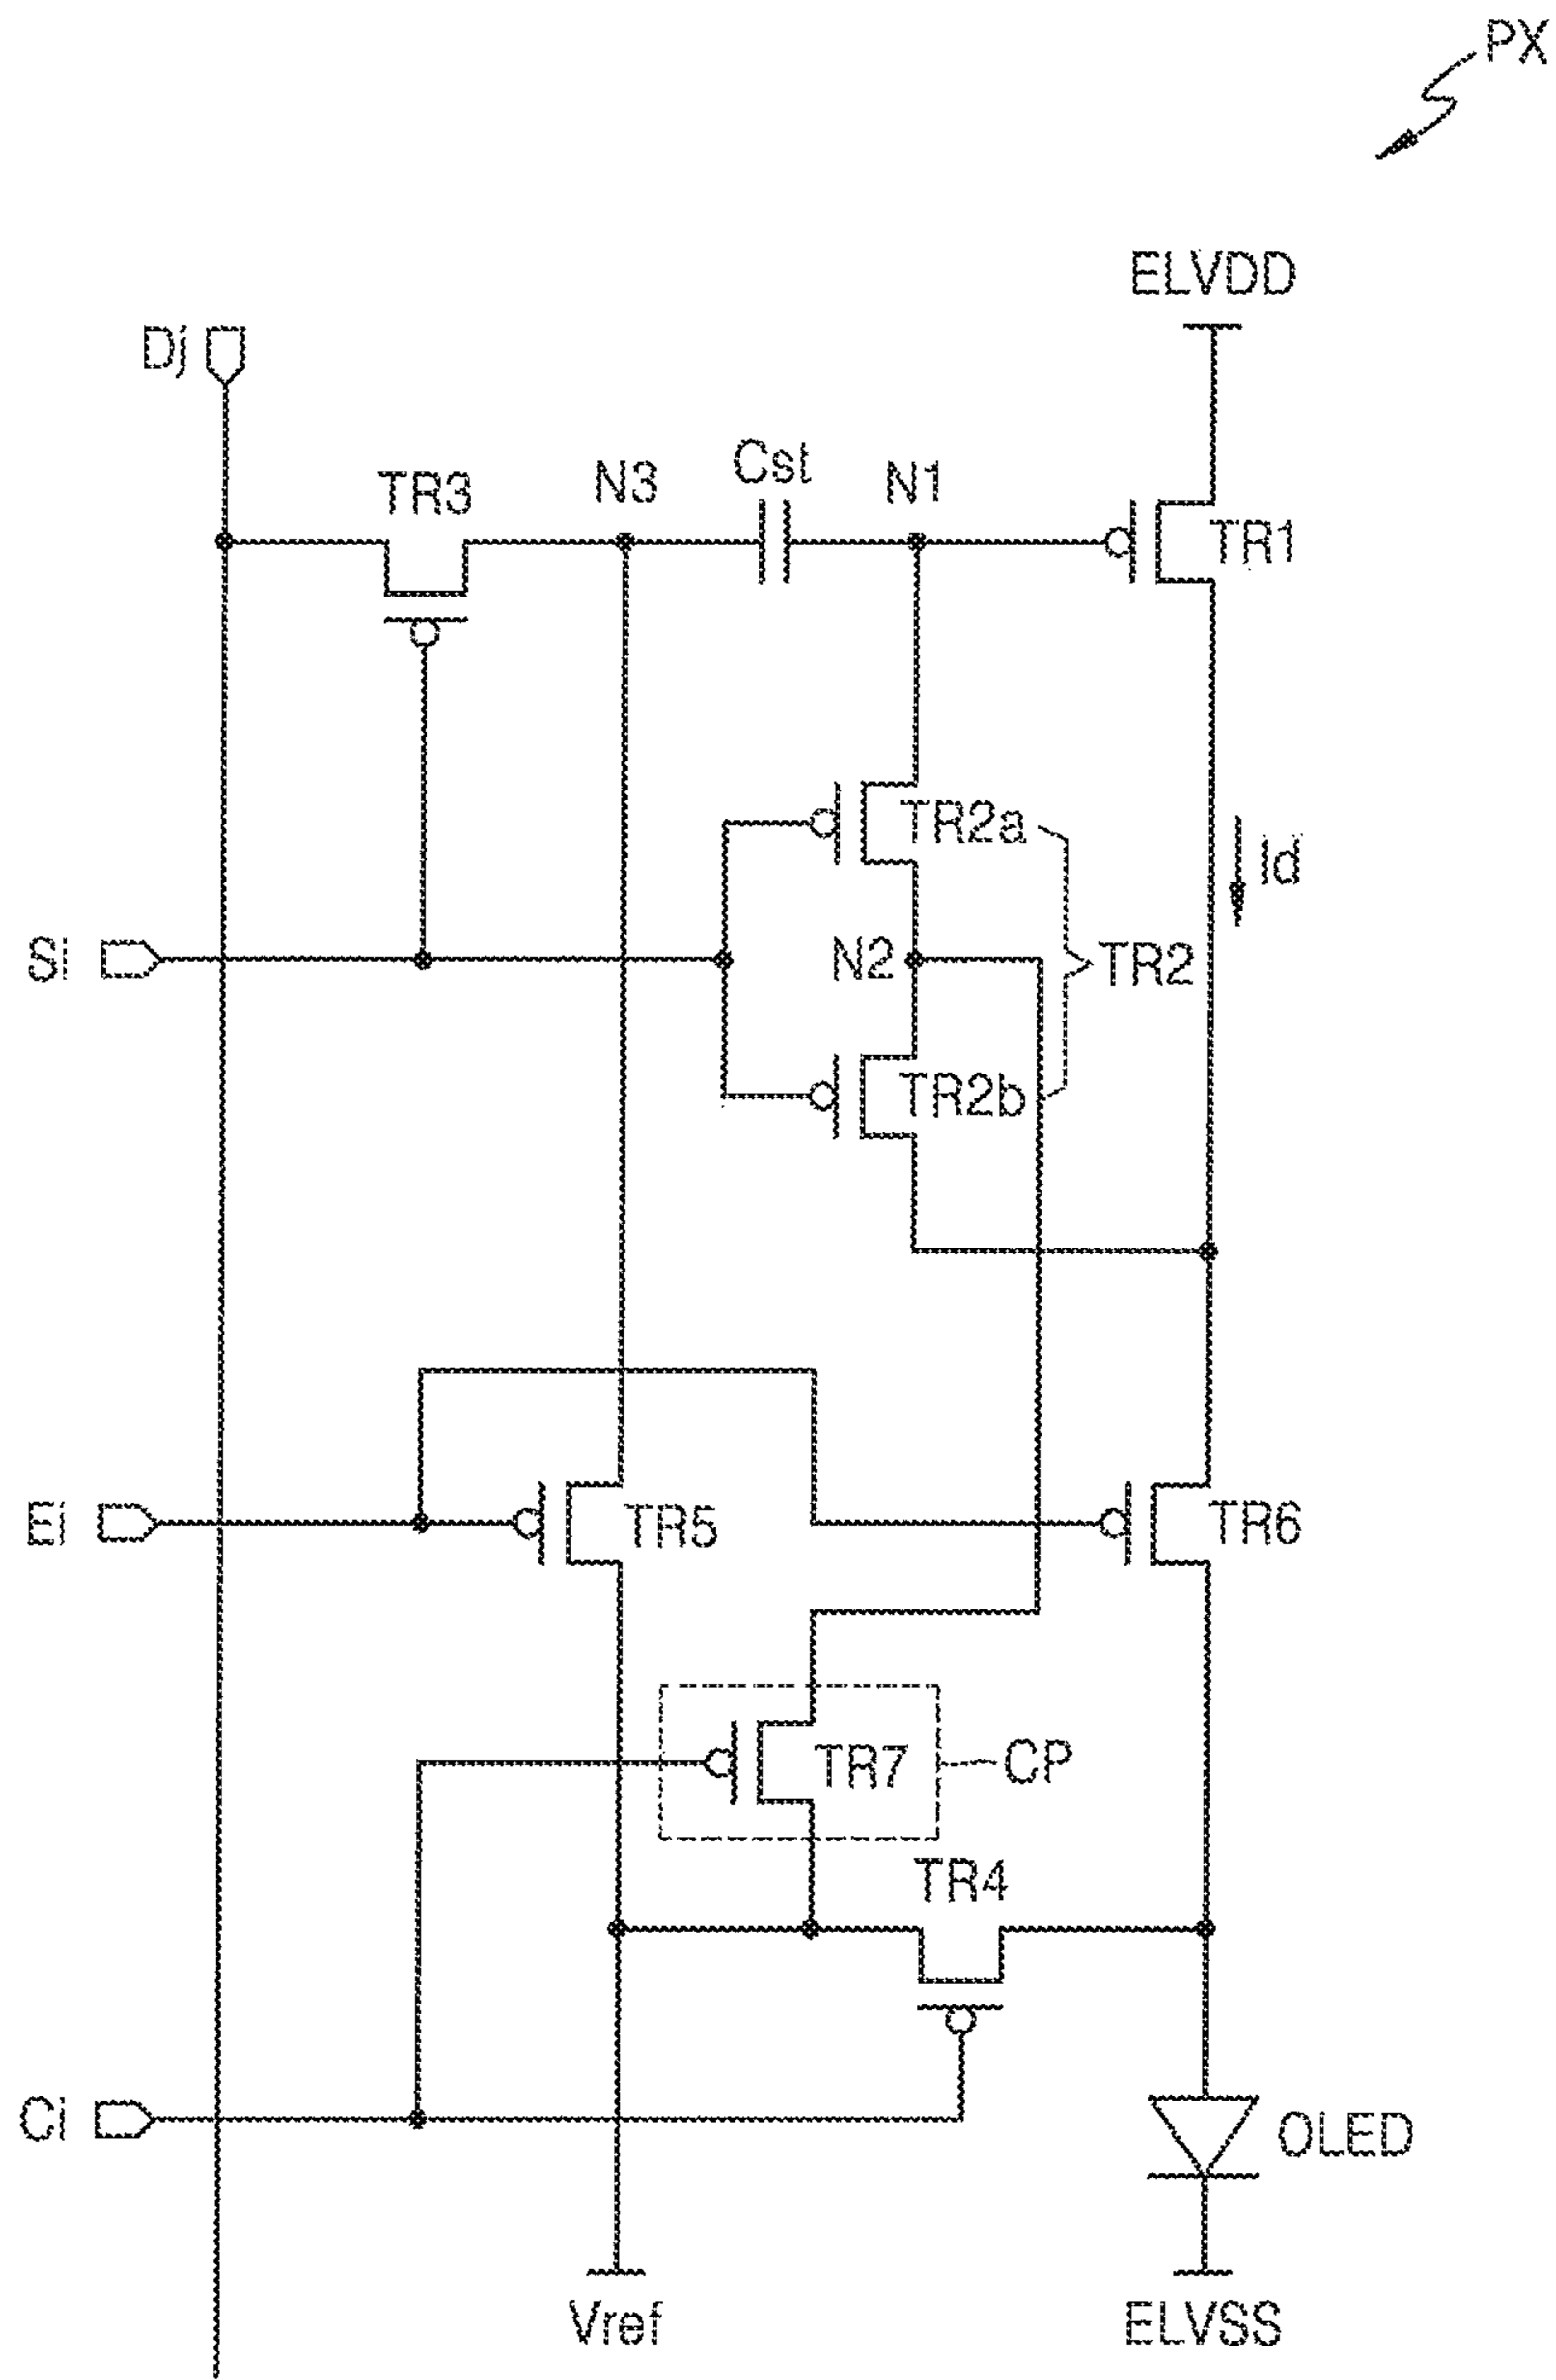 PX
ELVDD
Dj
TR3
N3
Cst
N1
TR1
TR2a
Id
Si
N2
TR2
TR2b
Ei
TR5
TR6
TR7
CP
TR4
Ci
OLED
Vref
ELVSS